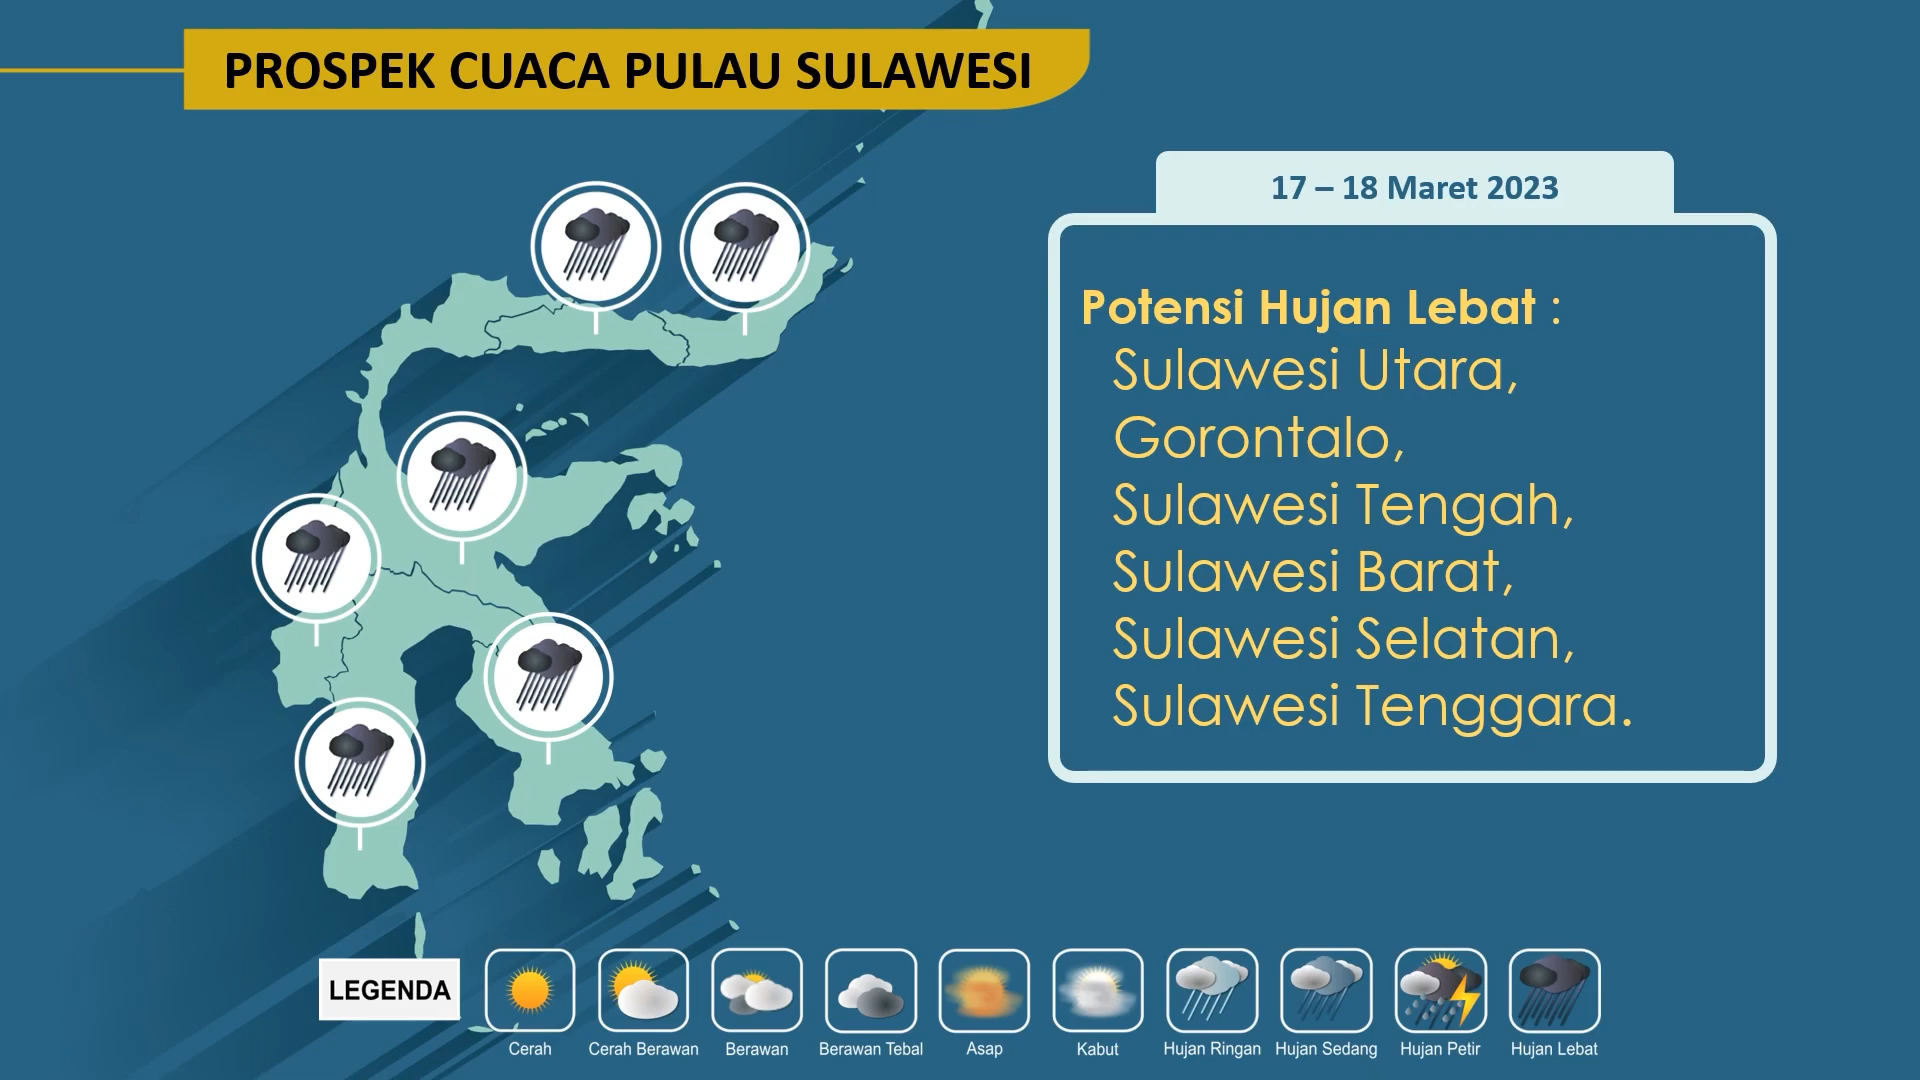 PROSPEK CUACA PULAU SULAWESI
17 – 18 Maret 2023
Potensi Hujan Lebat :
Sulawesi Utara,
Gorontalo,
Sulawesi Tengah,
Sulawesi Barat,
Sulawesi Selatan,
Sulawesi Tenggara.
LEGENDA
Cerah
Cerah Berawan
Berawan
Berawan Tebal
Asap
Kabut
Hujan Ringan
Hujan Sedang
Hujan Petir
Hujan Lebat